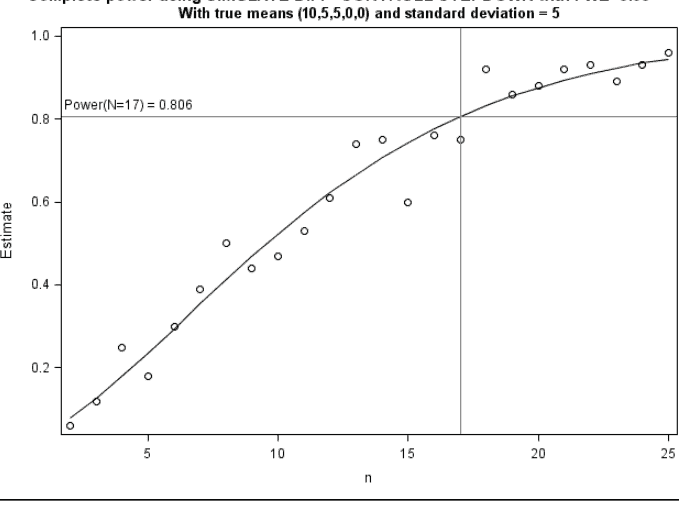 With true means (10,5,5,0,0) and standard deviation = 5
1.0
Power(N=17) = 0.806
0.8
0.6
Estimate
0.4
0.2
5 10 15 20 25
n